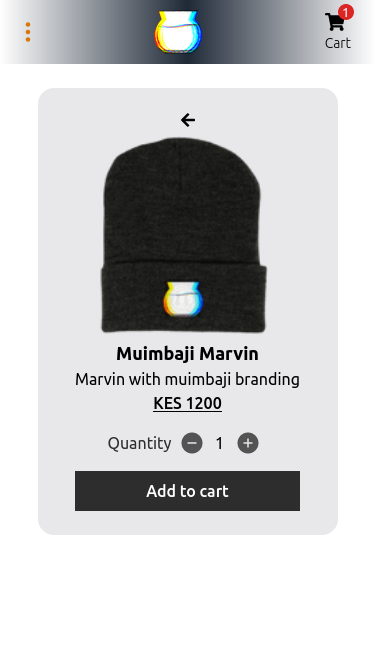 1
Cart
Muimbaji Marvin
Marvin with muimbaji branding
KES 1200
Quantity 1
Add to cart